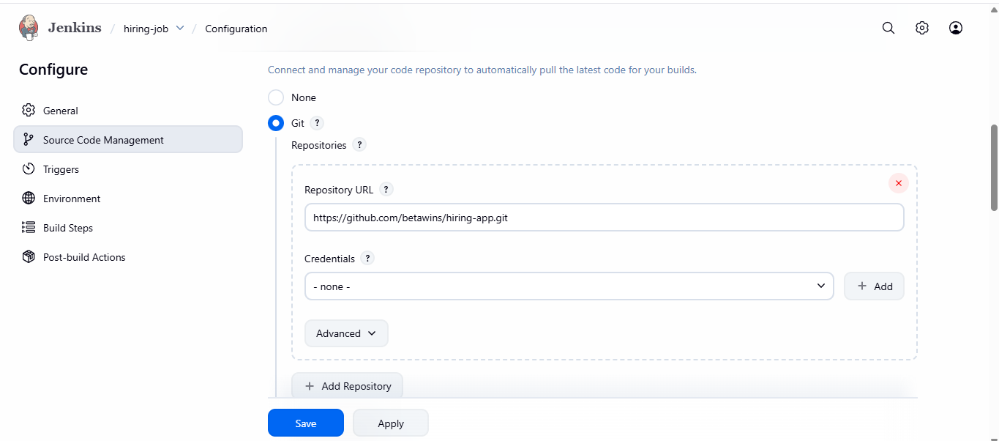 Jenkins / hiring-job / Configuration
Configure
General
Source Code Management
Triggers
Environment
Build Steps
Post-build Actions
Connect and manage your code repository to automatically pull the latest code for your builds.
None
Git ?
Repositories ?
Repository URL ?
https://github.com/betawins/hiring-app.git
Credentials ?
- none -
+ Add
Advanced
+ Add Repository
Save
Apply